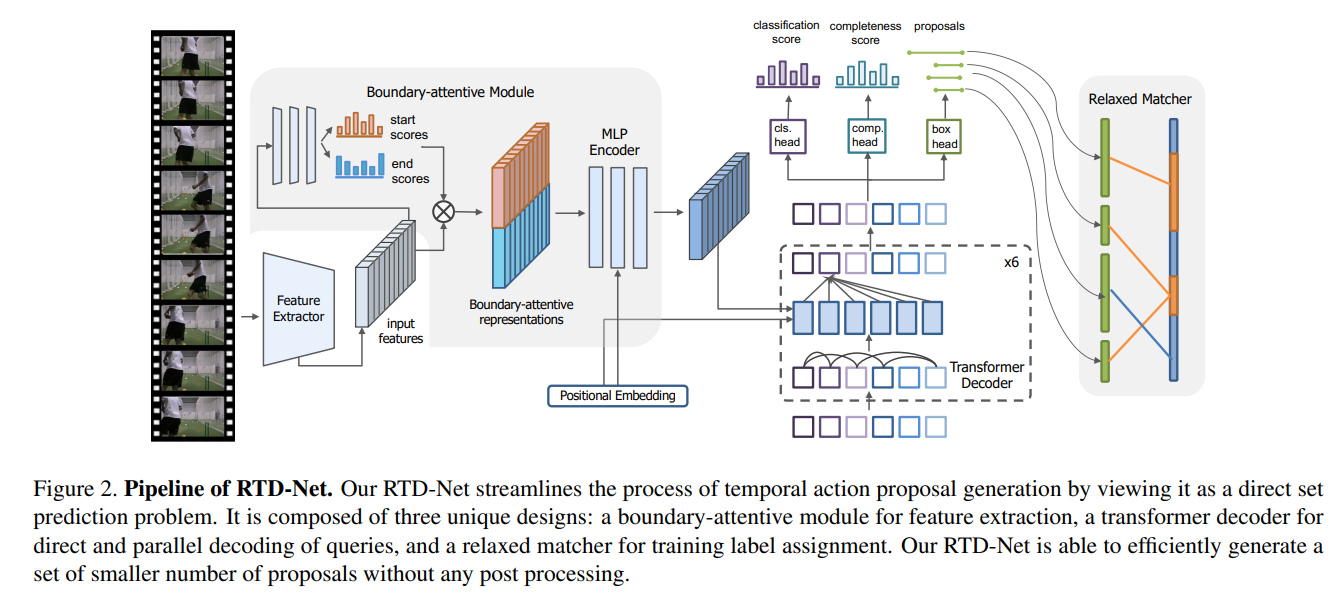 classification
score
completeness
score
proposals
Boundary-attentive Module
start
scores
end
scores
MLP
Encoder
cls.
head
comp.
head
box
head
Relaxed Matcher
Feature
Extractor
input
features
Boundary-attentive
representations
x6
Transformer
Decoder
Positional Embedding
Figure 2. Pipeline of RTD-Net. Our RTD-Net streamlines the process of temporal action proposal generation by viewing it as a direct set
prediction problem. It is composed of three unique designs: a boundary-attentive module for feature extraction, a transformer decoder for
direct and parallel decoding of queries, and a relaxed matcher for training label assignment. Our RTD-Net is able to efficiently generate a
set of smaller number of proposals without any post processing.